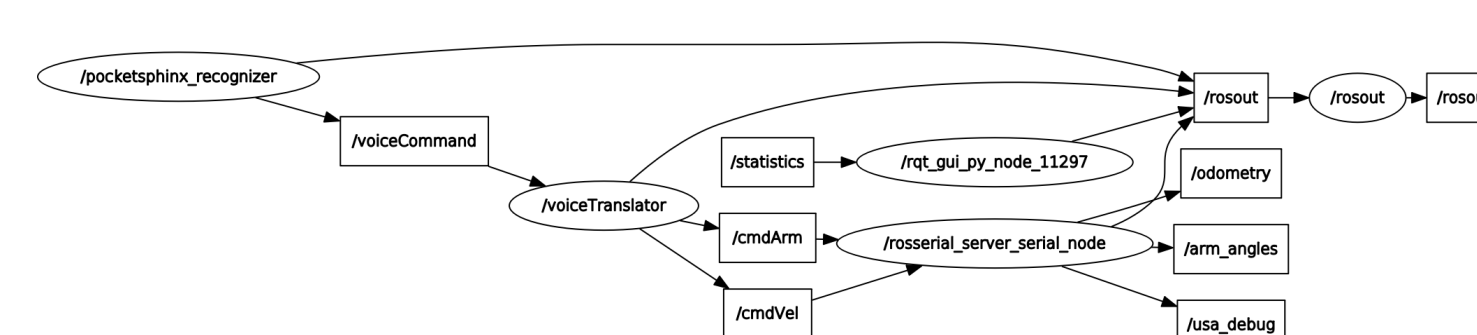 /pocketsphinx_recognizer
/voiceCommand
/voiceTranslator
/statistics
/cmdArm
/cmdVel
/rqt_gui_py_node_11297
/rosserial_server_serial_node
/rosout
/odometry
/arm_angles
/usa_debug
/rosout